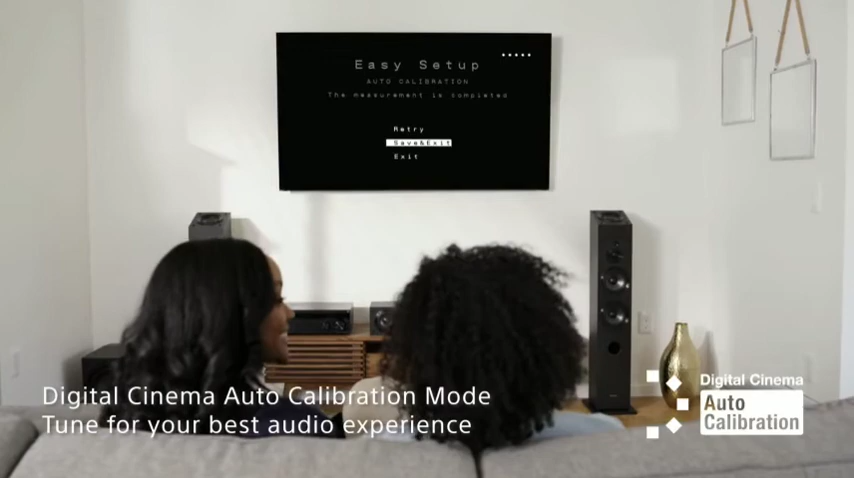 Easy Setup
AUTO CALIBRATION
The measurement is completed
Retry
Save&Exit
Exit
Digital Cinema Auto Calibration Mode
Tune for your best audio experience
Digital Cinema
Auto
Calibration